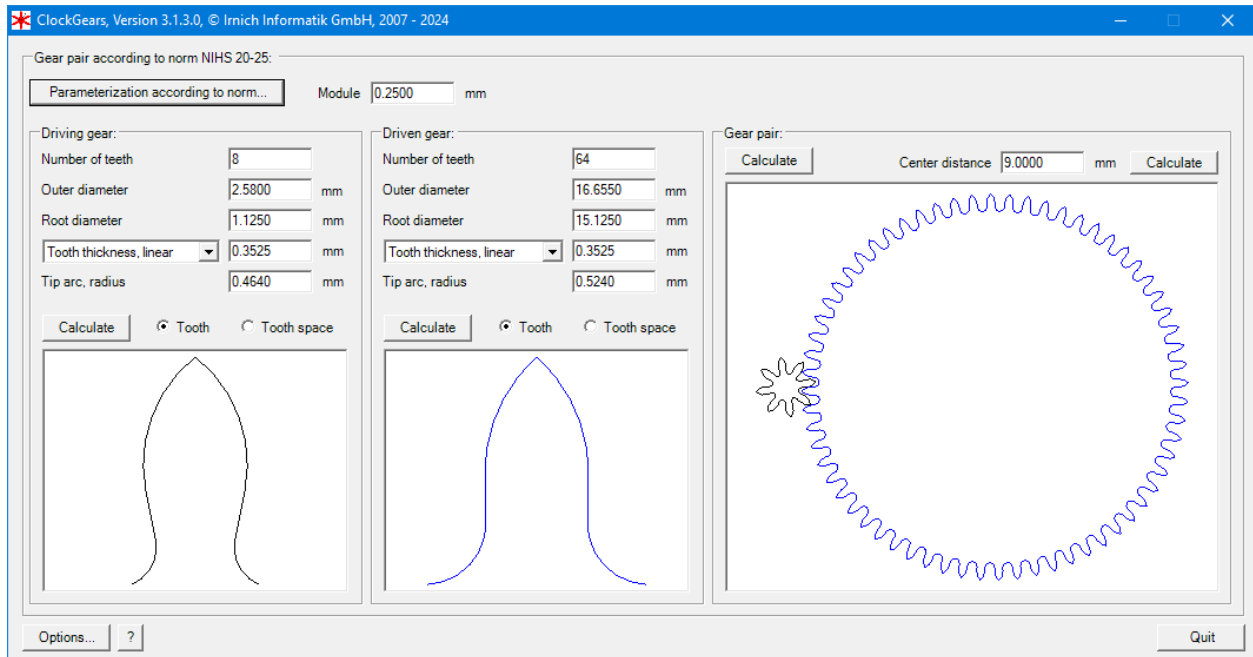 ClockGears, Version 3.1.3.0, © Irnich Informatik GmbH, 2007 - 2024
Gear pair according to norm NIHS 20-25:
Parameterization according to norm... Module 0.2500 mm
Driving gear:
Number of teeth 8
Outer diameter 2.5800 mm
Root diameter 1.1250 mm
Tooth thickness, linear 0.3525 mm
Tip arc, radius 0.4640 mm
Calculate Tooth Tooth space
Driven gear:
Number of teeth 64
Outer diameter 16.6550 mm
Root diameter 15.1250 mm
Tooth thickness, linear 0.3525 mm
Tip arc, radius 0.5240 mm
Calculate Tooth Tooth space
Gear pair:
Calculate Center distance 9.0000 mm Calculate
Options... ? Quit